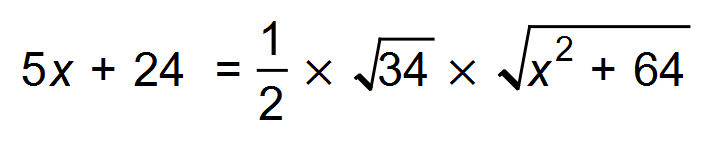 5x + 24 = 1/2 × √34 × √(x² + 64)